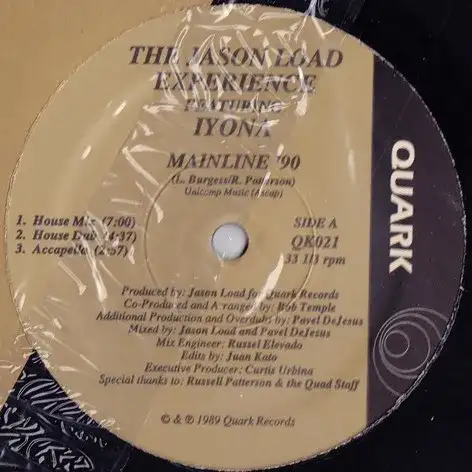 THE JASON LOAD
EXPERIENCE
FEATURING
IYONA
MAINLINE '90
(L. Burgess/R. Patterson)
Unicomp Music (Ascap)
1. House Mix (7:00)
2. House Dub (4:37)
3. Accapella (2:57)
SIDE A
QK021
33 1/3 rpm
QUARK
Produced by: Jason Load for Quark Records
Co-Produced and Arranged by: Bob Temple
Additional Production and Overdubs by: Pavel DeJesus
Mixed by: Jason Load and Pavel DeJesus
Mix Engineer: Russel Elevado
Edits by: Juan Kato
Executive Producer: Curtis Urbina
Special thanks to: Russell Patterson & the Quad Staff
© & ℗ 1989 Quark Records